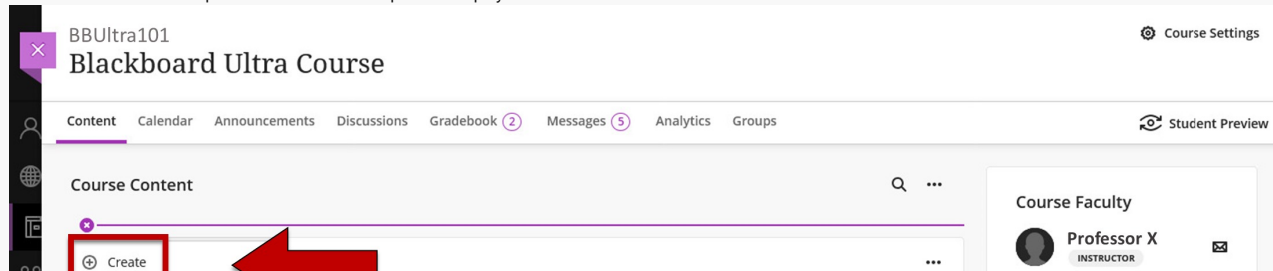 BBUltra101
Course Settings
Blackboard Ultra Course
Content Calendar Announcements Discussions Gradebook 2 Messages 5 Analytics Groups
Student Preview
Course Content
Course Faculty
Professor X
INSTRUCTOR
Create